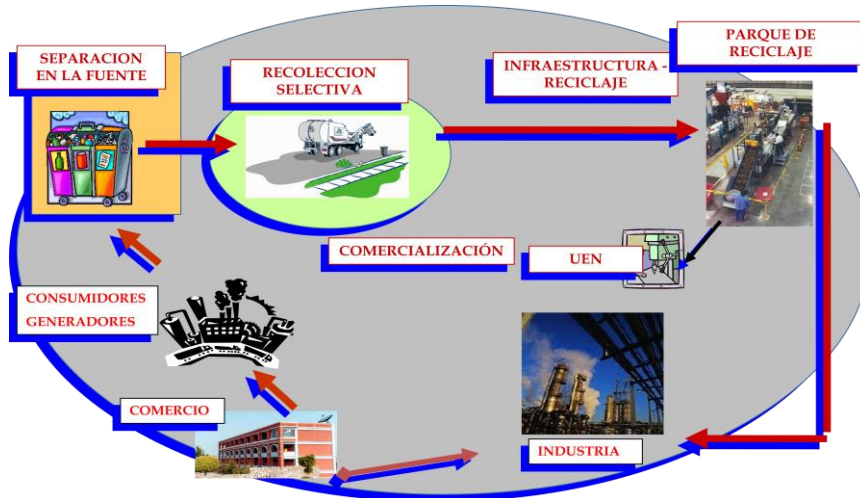 SEPARACION
EN LA FUENTE
RECOLECCION
SELECTIVA
INFRAESTRUCTURA -
RECICLAJE
PARQUE DE
RECICLAJE
COMERCIALIZACIÓN
UEN
CONSUMIDORES
GENERADORES
COMERCIO
INDUSTRIA